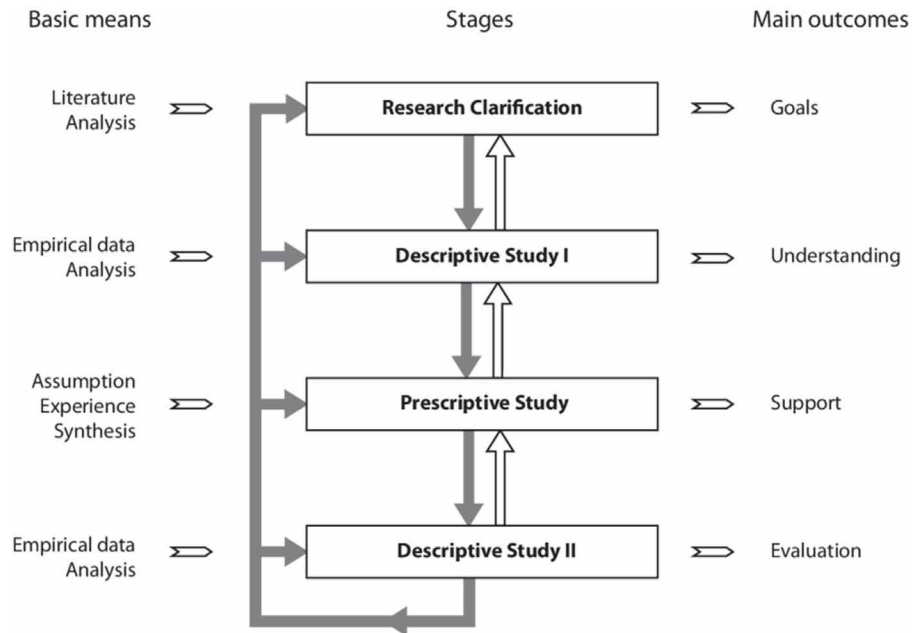 Basic means
Stages
Main outcomes
Literature
Analysis
Research Clarification
Goals
Empirical data
Analysis
Descriptive Study I
Understanding
Assumption
Experience
Synthesis
Prescriptive Study
Support
Empirical data
Analysis
Descriptive Study II
Evaluation